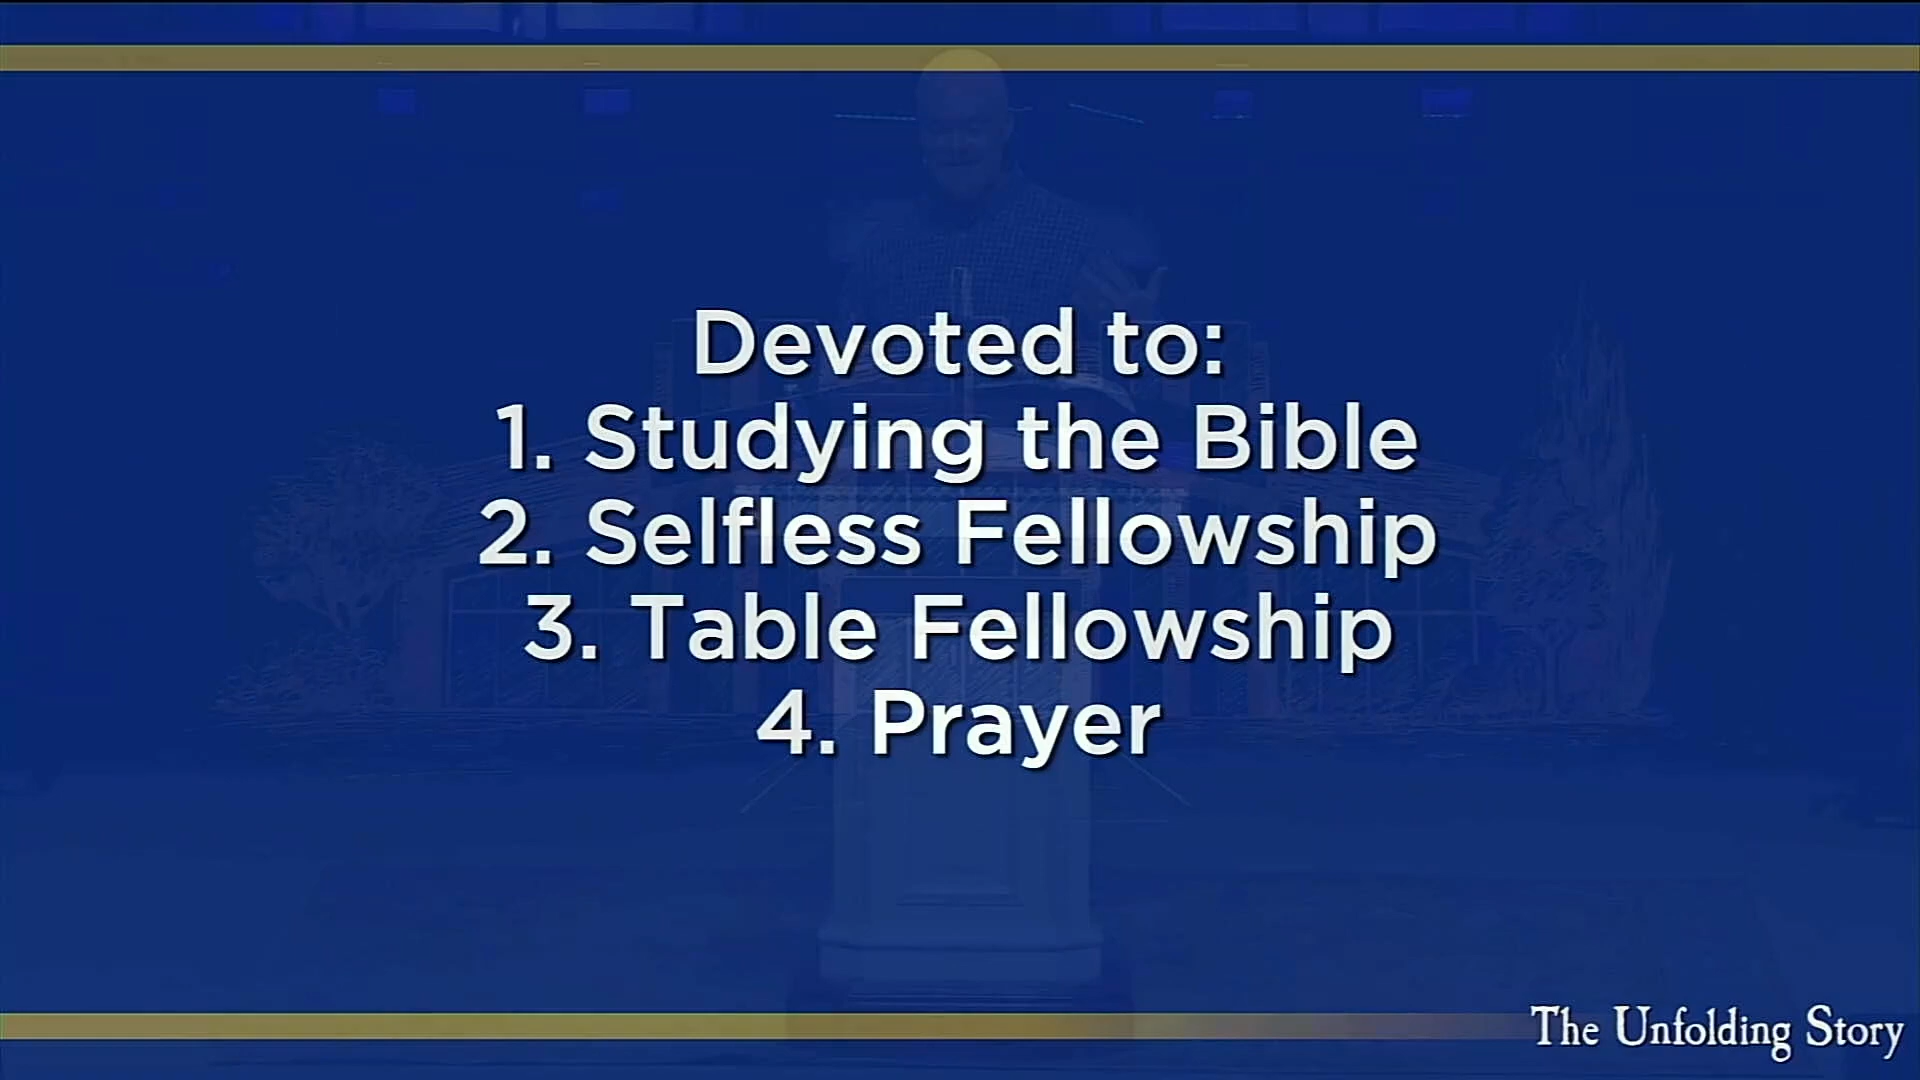 Devoted to:
1. Studying the Bible
2. Selfless Fellowship
3. Table Fellowship
4. Prayer
The Unfolding Story